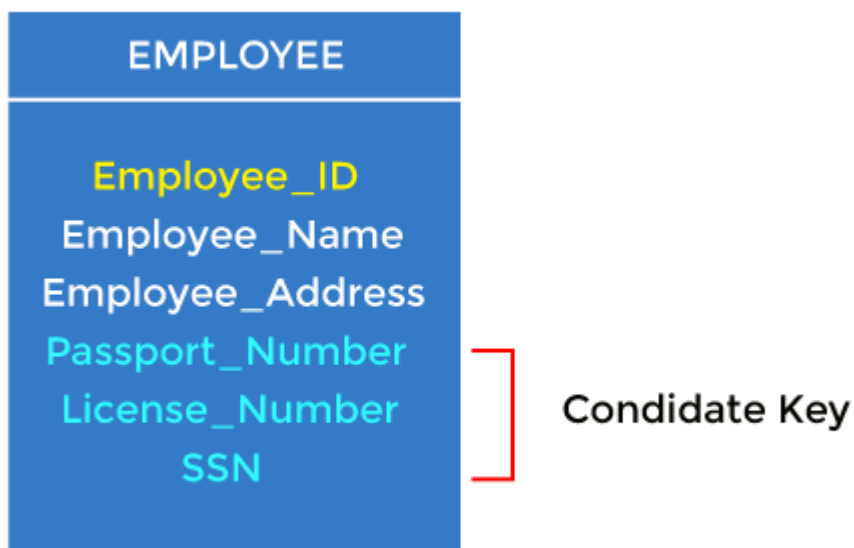 EMPLOYEE
Employee_ID
Employee_Name
Employee_Address
Passport_Number
License_Number
SSN
Condidate Key